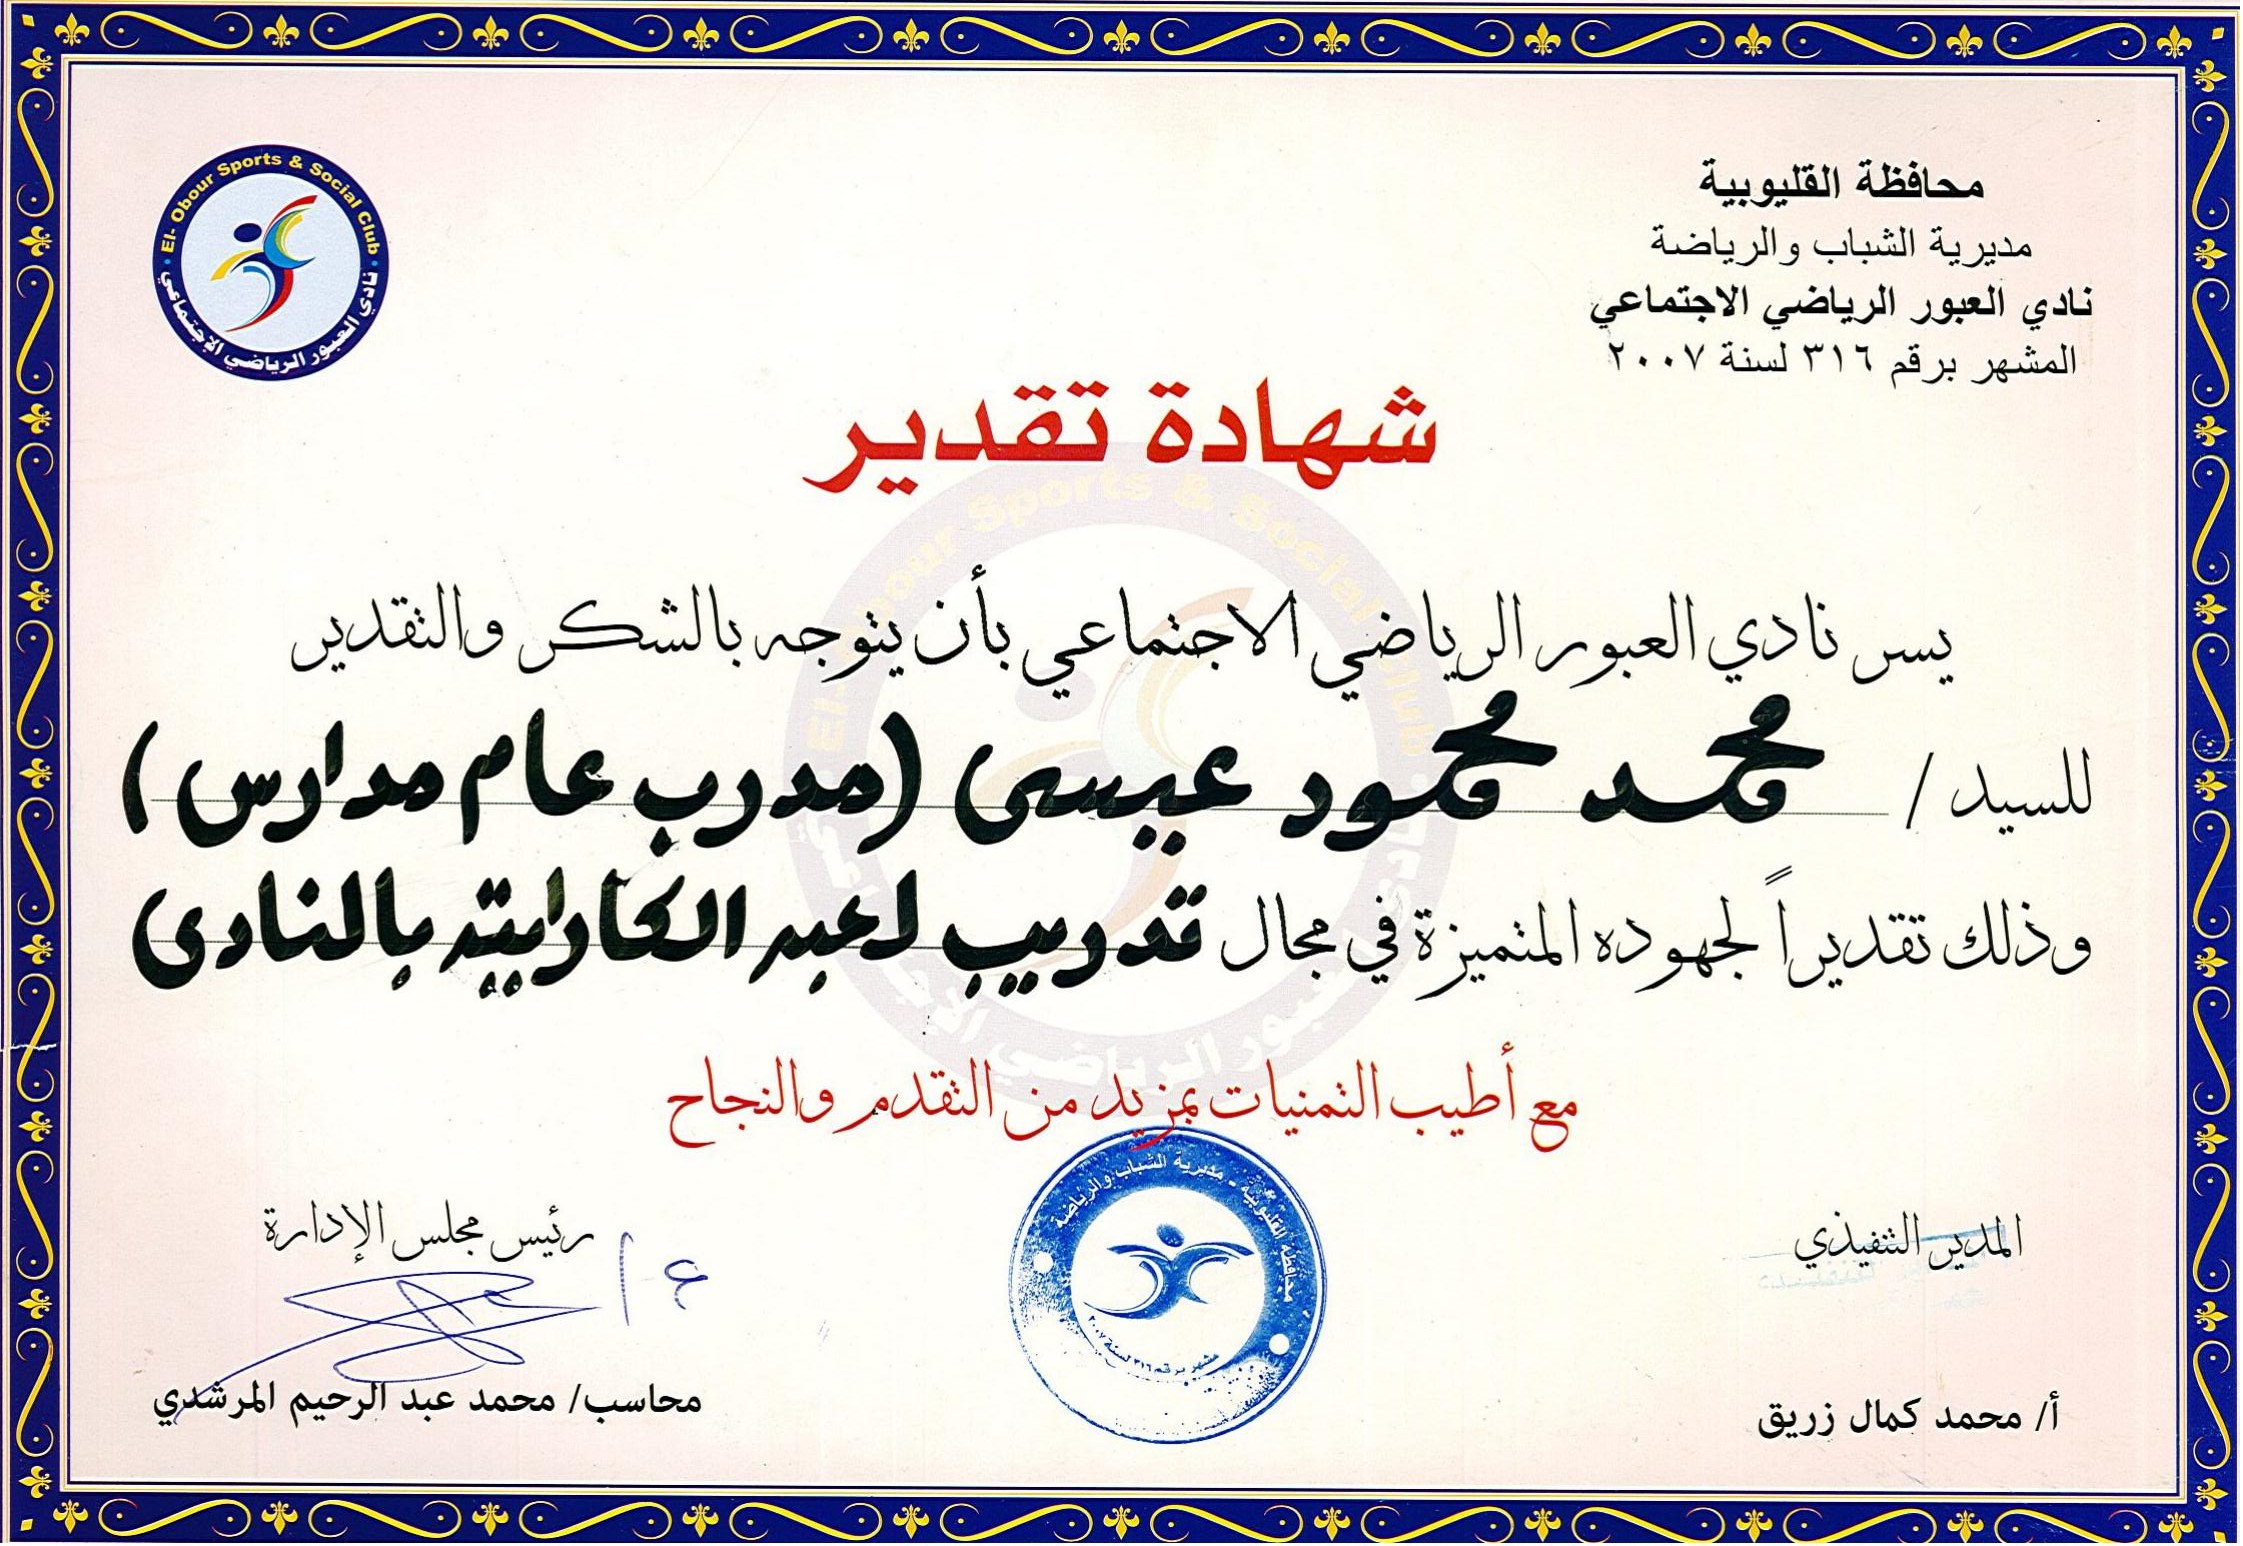 محافظة القليوبية
مديرية الشباب والرياضة
نادي العبور الرياضي الاجتماعي
المشهر برقم ٣١٦ لسنة ٢٠٠٧
El- Obour Sports & Social Club
نادي العبور الرياضي الإجتماعي
شهادة تقدير
يسر نادي العبور الرياضي الاجتماعي بأن يتوجه بالشكر والتقدير
للسيد / محمد محمود عيسى (مدرب عام مدارس)
وذلك تقديراً لجهوده المتميزة في مجال تدريب لعبه الكاراتيه بالنادى
مع أطيب التمنيات بمزيد من التقدم والنجاح
محافظة القليوبية - مديرية الشباب والرياضة
مشهر برقم ٣١٦ لسنة ٢٠٠٧
المدير التنفيذي
أ/ محمد كمال زريق
رئيس مجلس الإدارة
محاسب/ محمد عبد الرحيم المرشدي